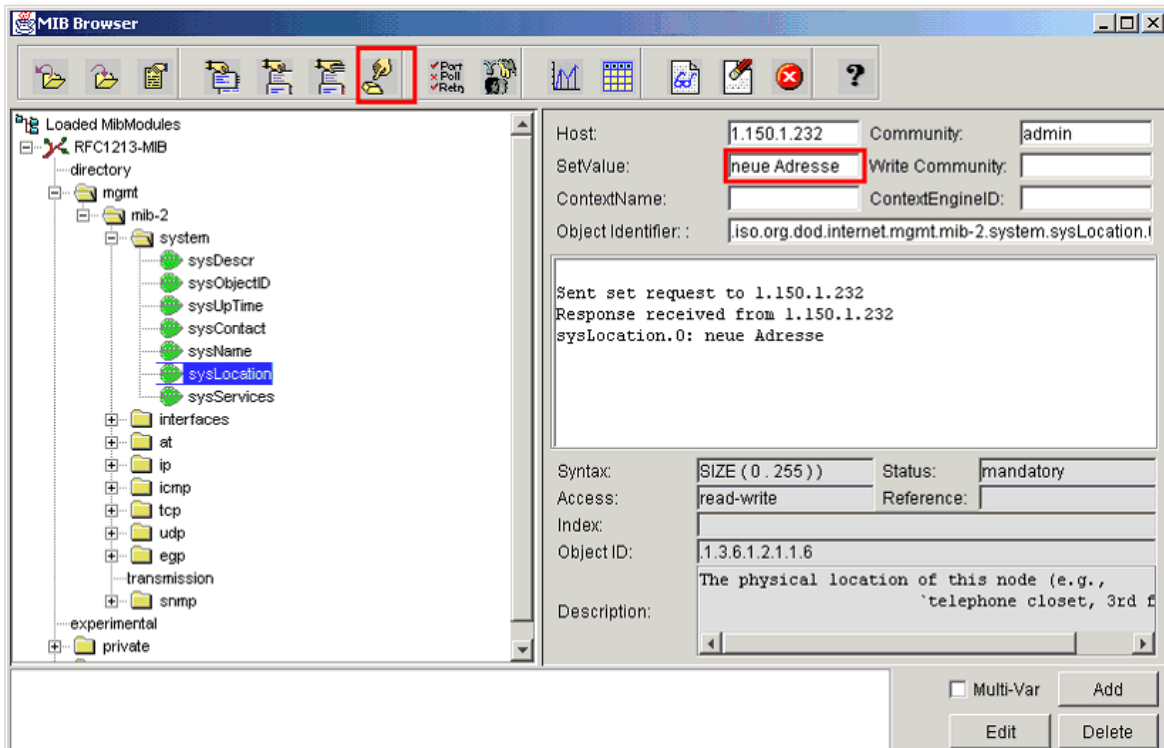 MIB Browser
Port
Poll
Retry
?
Loaded MibModules
RFC1213-MIB
directory
mgmt
mib-2
system
sysDescr
sysObjectID
sysUpTime
sysContact
sysName
sysLocation
sysServices
interfaces
at
ip
icmp
tcp
udp
egp
transmission
snmp
experimental
private
Host: 1.150.1.232 Community: admin
SetValue: neue Adresse Write Community:
ContextName: ContextEngineID:
Object Identifier: : .iso.org.dod.internet.mgmt.mib-2.system.sysLocation.
Sent set request to 1.150.1.232
Response received from 1.150.1.232
sysLocation.0: neue Adresse
Syntax: SIZE ( 0 . 255 ) ) Status: mandatory
Access: read-write Reference:
Index:
Object ID: .1.3.6.1.2.1.1.6
The physical location of this node (e.g.,
`telephone closet, 3rd f
Description:
Multi-Var Add
Edit Delete